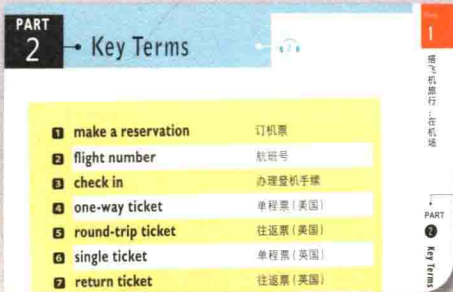 PART
2 Key Terms
1 make a reservation 订机票
2 flight number 航班号
3 check in 办理登机手续
4 one-way ticket 单程票（美国）
5 round-trip ticket 往返票（美国）
6 single ticket 单程票（英国）
7 return ticket 往返票（英国）
1
搭飞机旅行：在机场
PART
2
Key Terms